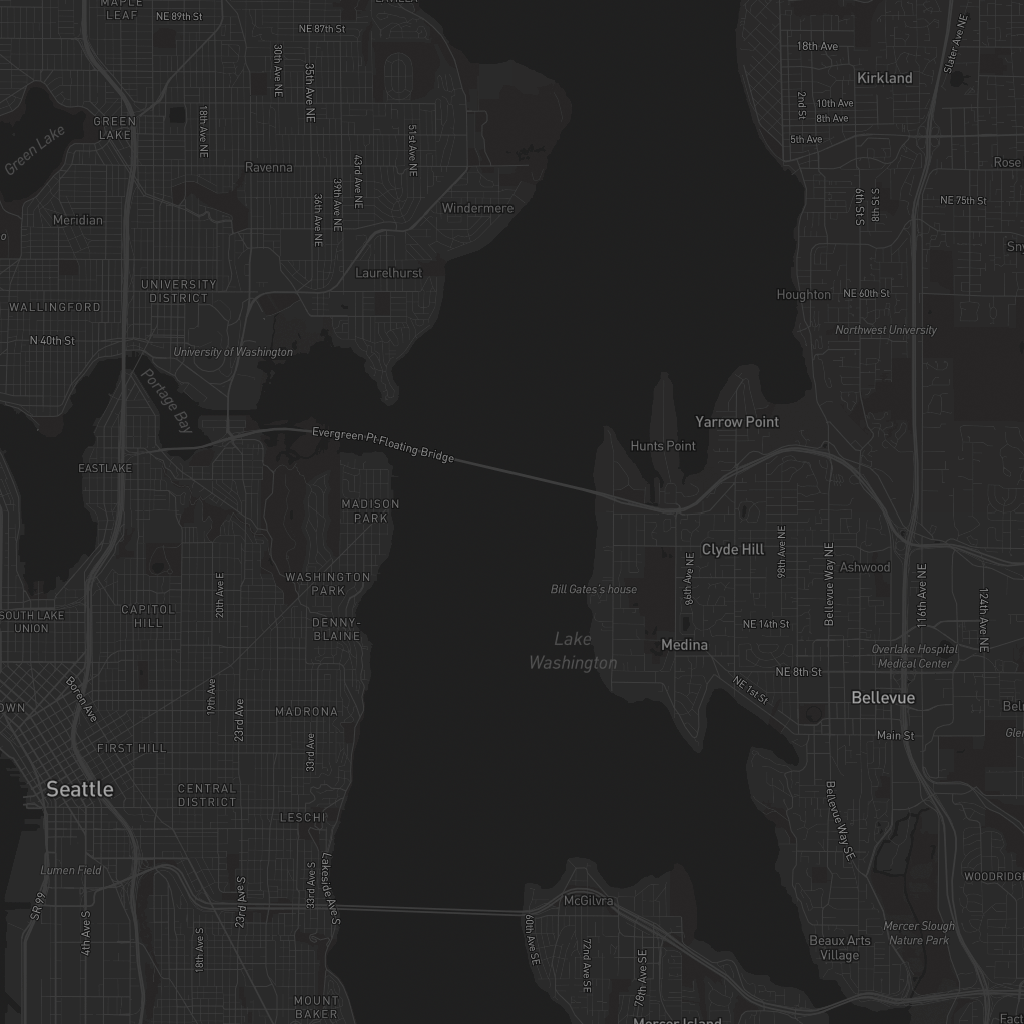 MAPLE
LEAF
NE 89th St
NE 87th St
18th Ave
Slater Ave NE
Kirkland
30th Ave NE
35th Ave NE
2nd St
10th Ave
8th Ave
5th Ave
GREEN
LAKE
Green Lake
18th Ave NE
51st Ave NE
Ravenna
43rd Ave NE
39th Ave NE
36th Ave NE
Rose
Windermere
6th St S
8th St S
NE 75th St
Meridian
Laurelhurst
UNIVERSITY
DISTRICT
WALLINGFORD
Houghton
NE 60th St
Northwest University
N 40th St
University of Washington
Portage Bay
Yarrow Point
Hunts Point
Evergreen Pt Floating Bridge
EASTLAKE
MADISON
PARK
Clyde Hill
98th Ave NE
Bellevue Way NE
Ashwood
86th Ave NE
116th Ave NE
124th Ave NE
WASHINGTON
PARK
20th Ave E
Bill Gates's house
CAPITOL
HILL
SOUTH LAKE
UNION
DENNY-
BLAINE
NE 14th St
Lake
Washington
Medina
Overlake Hospital
Medical Center
NE 8th St
NE 1st St
Bellevue
Boren Ave
19th Ave
23rd Ave
MADRONA
33rd Ave
Main St
FIRST HILL
Seattle
CENTRAL
DISTRICT
LESCHI
Bellevue Way SE
Lumen Field
33rd Ave S
Lakeside Ave S
WOODRIDGE
SR 99
4th Ave S
23rd Ave S
18th Ave S
McGilvra
60th Ave SE
72nd Ave SE
78th Ave SE
Mercer Slough
Nature Park
Beaux Arts
Village
MOUNT
BAKER
Mercer Island